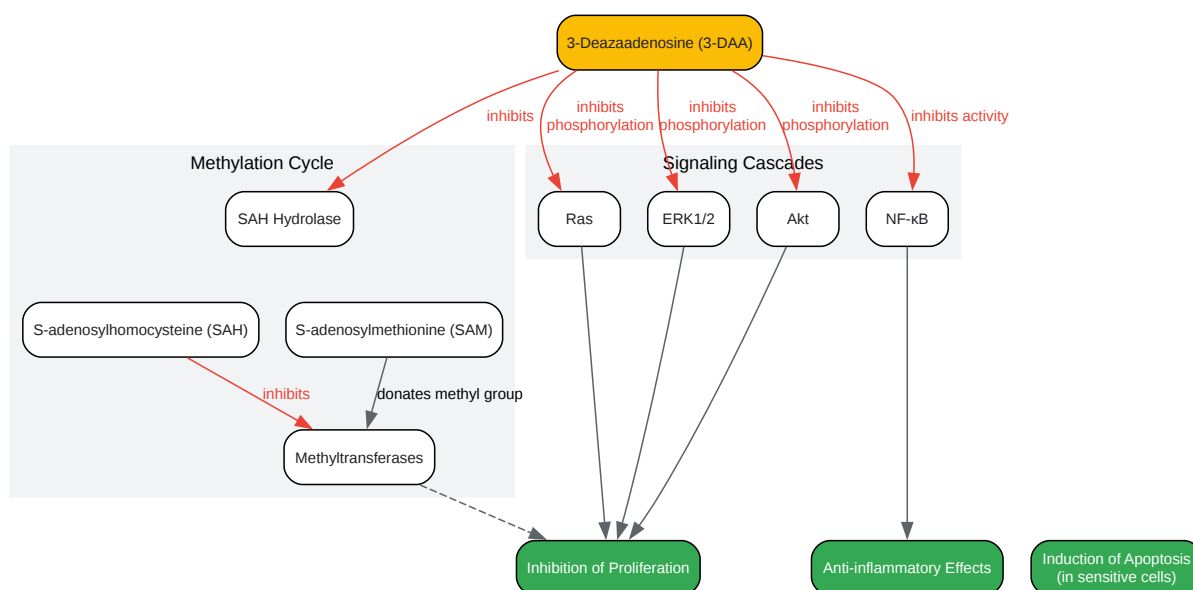 3-Deazaadenosine (3-DAA)
inhibits
inhibits
phosphorylation
inhibits
phosphorylation
inhibits
phosphorylation
inhibits activity
Methylation Cycle
Signaling Cascades
SAH Hydrolase
Ras
ERK1/2
Akt
NF-κB
S-adenosylhomocysteine (SAH)
S-adenosylmethionine (SAM)
inhibits
donates methyl group
Methyltransferases
Inhibition of Proliferation
Anti-inflammatory Effects
Induction of Apoptosis
(in sensitive cells)